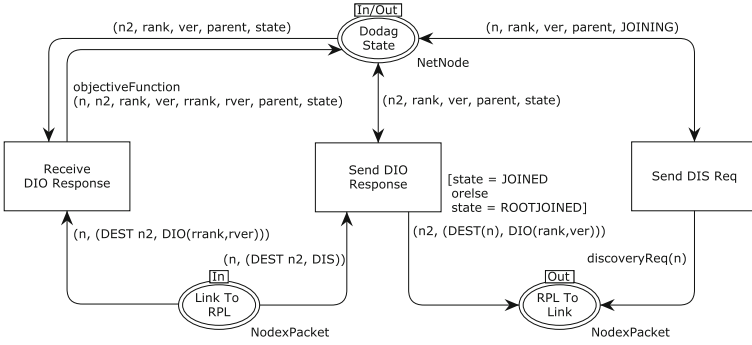 In/Out
(n2, rank, ver, parent, state)
Dodag
State
(n, rank, ver, parent, JOINING)
NetNode
objectiveFunction
(n, n2, rank, ver, rrank, rver, parent, state)
(n2, rank, ver, parent, state)
Receive
DIO Response
Send DIO
Response
[state = JOINED
orelse
state = ROOTJOINED]
Send DIS Req
(n, (DEST n2, DIO(rrank,rver)))
(n2, (DEST(n), DIO(rank,ver)))
(n, (DEST n2, DIS))
discoveryReq(n)
In
Link To
RPL
NodexPacket
Out
RPL To
Link
NodexPacket